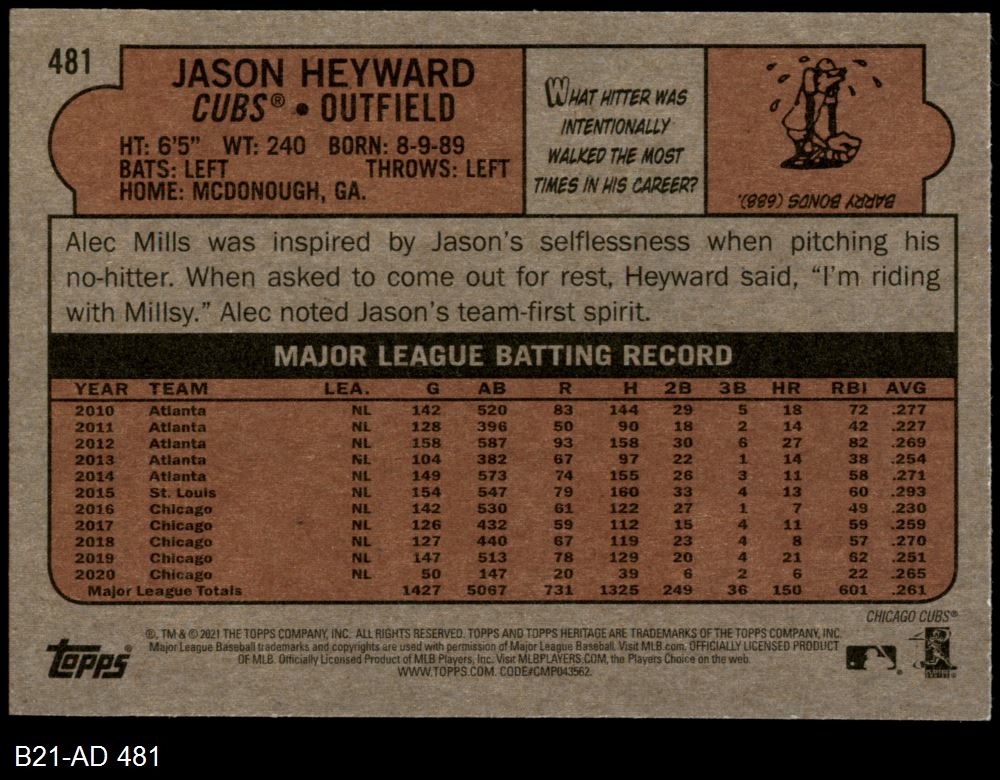 481
JASON HEYWARD
CUBS® • OUTFIELD
HT: 6'5" WT: 240 BORN: 8-9-89
BATS: LEFT THROWS: LEFT
HOME: MCDONOUGH, GA.
WHAT HITTER WAS
INTENTIONALLY
WALKED THE MOST
TIMES IN HIS CAREER?
BARRY BONDS (688).
Alec Mills was inspired by Jason's selflessness when pitching his
no-hitter. When asked to come out for rest, Heyward said, "I'm riding
with Millsy." Alec noted Jason's team-first spirit.
MAJOR LEAGUE BATTING RECORD
YEAR TEAM LEA. G AB R H 2B 3B HR RBI AVG
2010 Atlanta NL 142 520 83 144 29 5 18 72 .277
2011 Atlanta NL 128 396 50 90 18 2 14 42 .227
2012 Atlanta NL 158 587 93 158 30 6 27 82 .269
2013 Atlanta NL 104 382 67 97 22 1 14 38 .254
2014 Atlanta NL 149 573 74 155 26 3 11 58 .271
2015 St. Louis NL 154 547 79 160 33 4 13 60 .293
2016 Chicago NL 142 530 61 122 27 1 7 49 .230
2017 Chicago NL 126 432 59 112 15 4 11 59 .259
2018 Chicago NL 127 440 67 119 23 4 8 57 .270
2019 Chicago NL 147 513 78 129 20 4 21 62 .251
2020 Chicago NL 50 147 20 39 6 2 6 22 .265
Major League Totals 1427 5067 731 1325 249 36 150 601 .261
CHICAGO CUBS®
®, TM & © 2021 THE TOPPS COMPANY, INC. ALL RIGHTS RESERVED. TOPPS AND TOPPS HERITAGE ARE TRADEMARKS OF THE TOPPS COMPANY, INC.
Major League Baseball trademarks and copyrights are used with permission of Major League Baseball. Visit MLB.com. OFFICIALLY LICENSED PRODUCT
OF MLB. Officially Licensed Product of MLB Players, Inc. Visit MLBPLAYERS.COM, the Players Choice on the web.
WWW.TOPPS.COM. CODE#CMP043562.
topps®
B21-AD 481